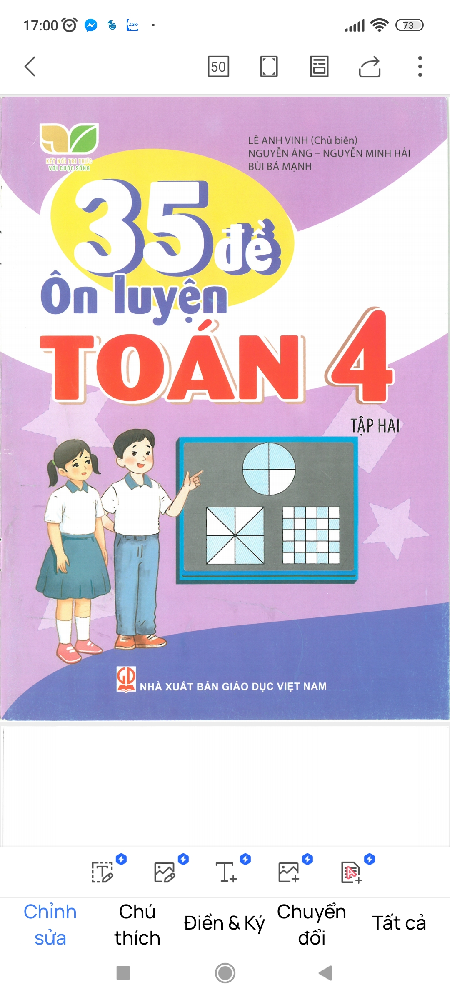 17:00
Zalo
73
50
KẾT NỐI TRI THỨC
VỚI CUỘC SỐNG
LÊ ANH VINH (Chủ biên)
NGUYỄN ÁNG – NGUYỄN MINH HẢI
BÙI BÁ MẠNH
35 đề
Ôn luyện
TOÁN 4
TẬP HAI
GD
NHÀ XUẤT BẢN GIÁO DỤC VIỆT NAM
Chỉnh sửa
Chú thích
Điền & Ký
Chuyển đổi
Tất cả